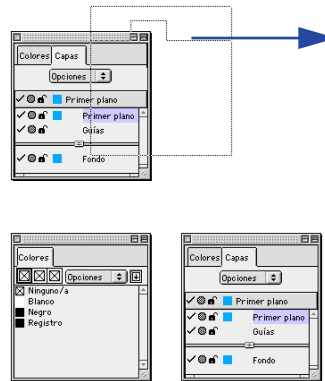 Colores Capas
Opciones
Primer plano
Primer plano
Guías
Fondo
Colores
Opciones
Ninguno/a
Blanco
Negro
Registro
Colores Capas
Opciones
Primer plano
Primer plano
Guías
Fondo